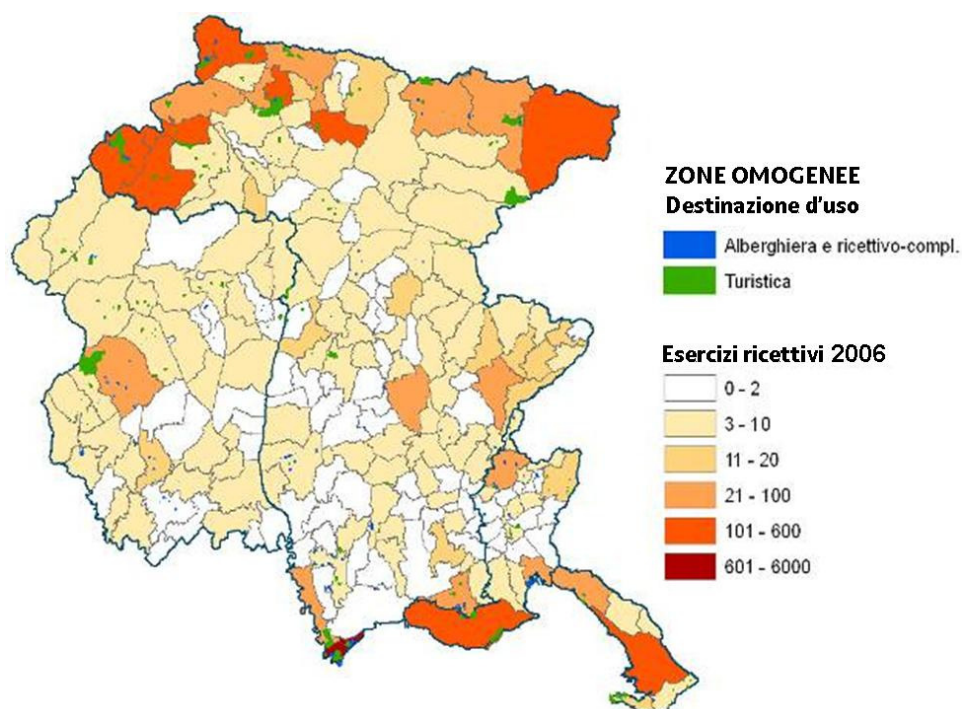 ZONE OMOGENEE
Destinazione d'uso
Alberghiera e ricettivo-compl.
Turistica
Esercizi ricettivi 2006
0 - 2
3 - 10
11 - 20
21 - 100
101 - 600
601 - 6000